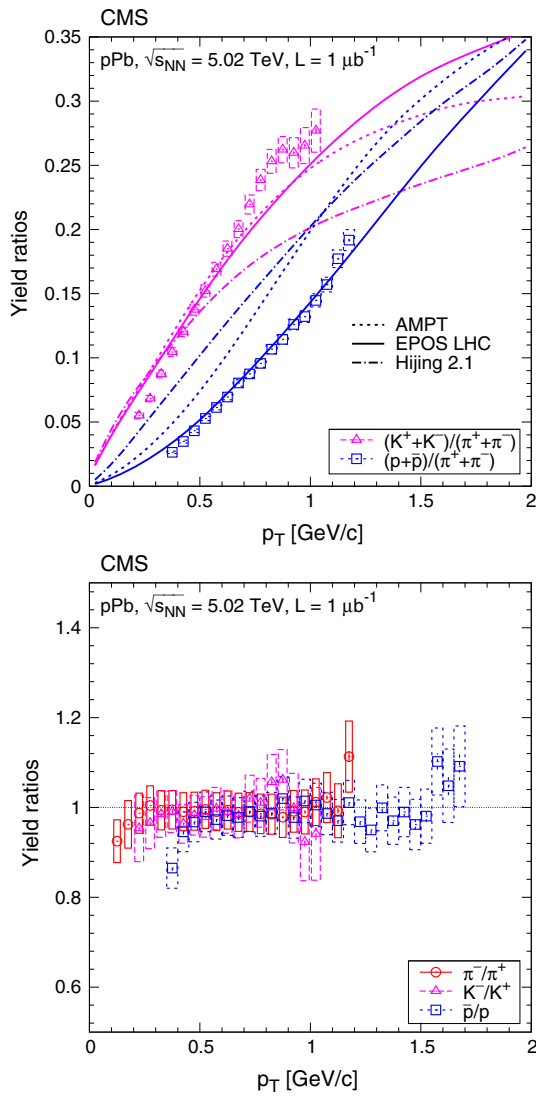 CMS
pPb, √sNN = 5.02 TeV, L = 1 μb⁻¹
0.35
0.3
0.25
0.2
0.15
0.1
0.05
0
Yield ratios
AMPT
EPOS LHC
Hijing 2.1
(K⁺+K⁻)/(π⁺+π⁻)
(p+p̄)/(π⁺+π⁻)
0 0.5 1 1.5 2
pT [GeV/c]
CMS
pPb, √sNN = 5.02 TeV, L = 1 μb⁻¹
1.4
1.2
1
0.8
0.6
Yield ratios
π⁻/π⁺
K⁻/K⁺
p̄/p
0 0.5 1 1.5 2
pT [GeV/c]